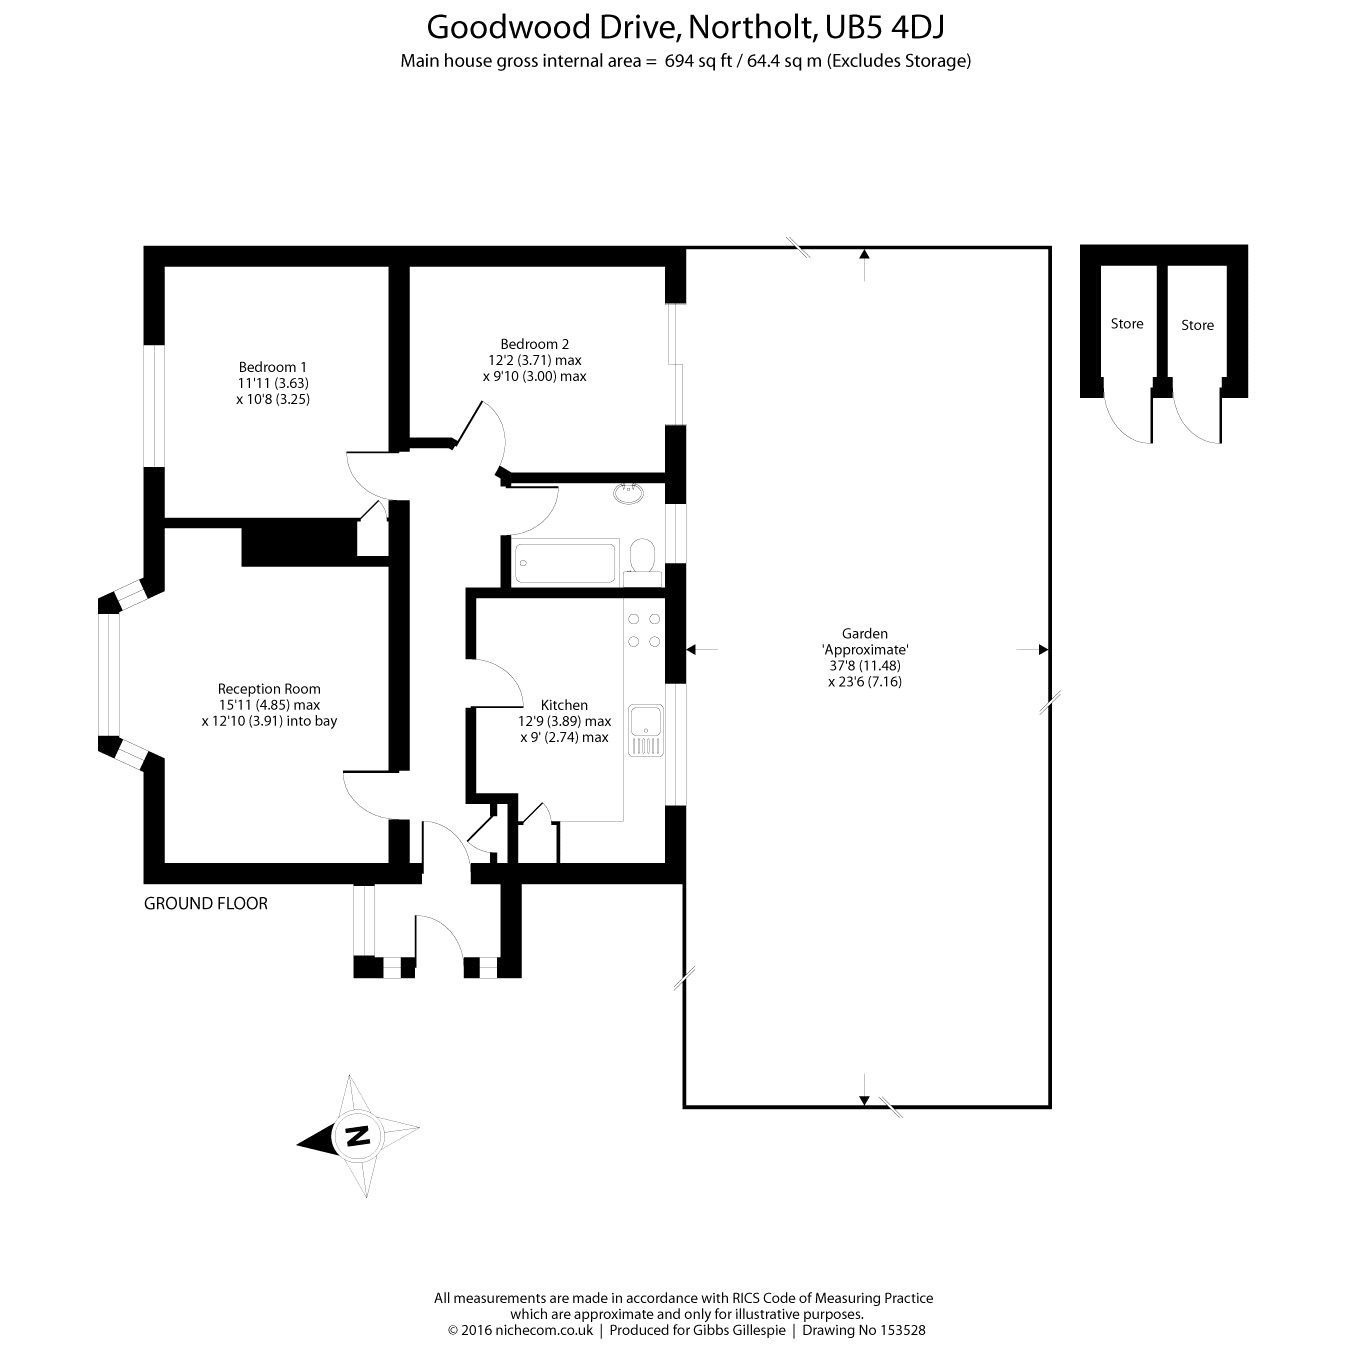 Goodwood Drive, Northolt, UB5 4DJ
Main house gross internal area = 694 sq ft / 64.4 sq m (Excludes Storage)
Bedroom 1
11'11 (3.63)
x 10'8 (3.25)
Bedroom 2
12'2 (3.71) max
x 9'10 (3.00) max
Store
Store
Reception Room
15'11 (4.85) max
x 12'10 (3.91) into bay
Kitchen
12'9 (3.89) max
x 9' (2.74) max
Garden
'Approximate'
37'8 (11.48)
x 23'6 (7.16)
GROUND FLOOR
N
All measurements are made in accordance with RICS Code of Measuring Practice
which are approximate and only for illustrative purposes.
© 2016 nichecom.co.uk | Produced for Gibbs Gillespie | Drawing No 153528